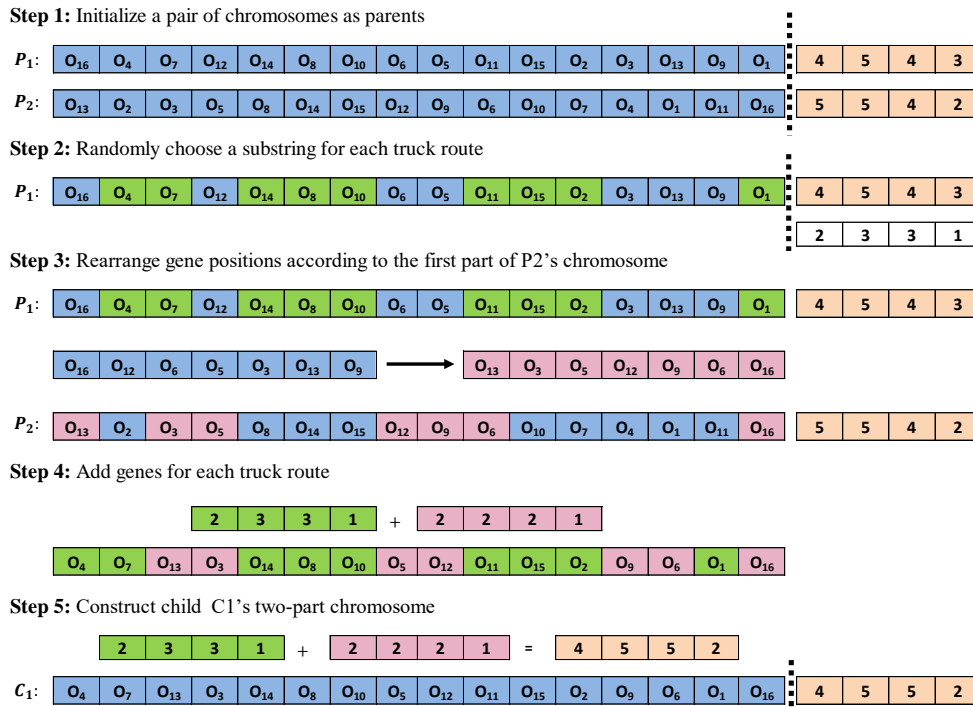 Step 1: Initialize a pair of chromosomes as parents
P₁: O₁₆ O₄ O₇ O₁₂ O₁₄ O₈ O₁₀ O₆ O₅ O₁₁ O₁₅ O₂ O₃ O₁₃ O₉ O₁ 4 5 4 3
P₂: O₁₃ O₂ O₃ O₅ O₈ O₁₄ O₁₅ O₁₂ O₉ O₆ O₁₀ O₇ O₄ O₁ O₁₁ O₁₆ 5 5 4 2
Step 2: Randomly choose a substring for each truck route
P₁: O₁₆ O₄ O₇ O₁₂ O₁₄ O₈ O₁₀ O₆ O₅ O₁₁ O₁₅ O₂ O₃ O₁₃ O₉ O₁ 4 5 4 3
2 3 3 1
Step 3: Rearrange gene positions according to the first part of P2's chromosome
P₁: O₁₆ O₄ O₇ O₁₂ O₁₄ O₈ O₁₀ O₆ O₅ O₁₁ O₁₅ O₂ O₃ O₁₃ O₉ O₁ 4 5 4 3
O₁₆ O₁₂ O₆ O₅ O₃ O₁₃ O₉ O₁₃ O₃ O₅ O₁₂ O₉ O₆ O₁₆
P₂: O₁₃ O₂ O₃ O₅ O₈ O₁₄ O₁₅ O₁₂ O₉ O₆ O₁₀ O₇ O₄ O₁ O₁₁ O₁₆ 5 5 4 2
Step 4: Add genes for each truck route
2 3 3 1 + 2 2 2 1
O₄ O₇ O₁₃ O₃ O₁₄ O₈ O₁₀ O₅ O₁₂ O₁₁ O₁₅ O₂ O₉ O₆ O₁ O₁₆
Step 5: Construct child C1's two-part chromosome
2 3 3 1 + 2 2 2 1 = 4 5 5 2
C₁: O₄ O₇ O₁₃ O₃ O₁₄ O₈ O₁₀ O₅ O₁₂ O₁₁ O₁₅ O₂ O₉ O₆ O₁ O₁₆ 4 5 5 2